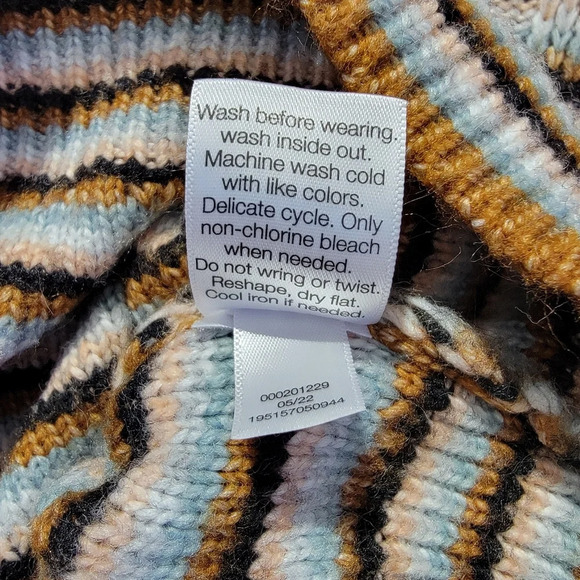 Wash before wearing.
wash inside out.
Machine wash cold
with like colors.
Delicate cycle. Only
non-chlorine bleach
when needed.
Do not wring or twist.
Reshape, dry flat.
Cool iron if needed.
000201229
05/22
195157050944